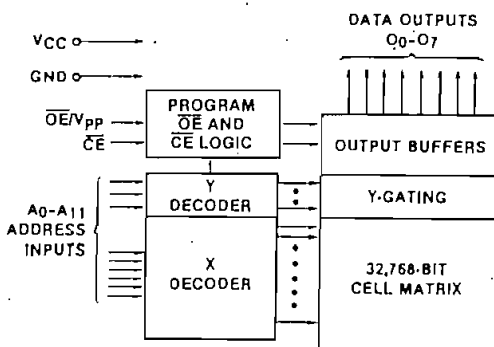 DATA OUTPUTS
O0-O7
VCC
GND
OE/VPP
CE
PROGRAM
OE AND
CE LOGIC
OUTPUT BUFFERS
Y
DECODER
Y-GATING
A0-A11
ADDRESS
INPUTS
X
DECODER
32,768-BIT
CELL MATRIX